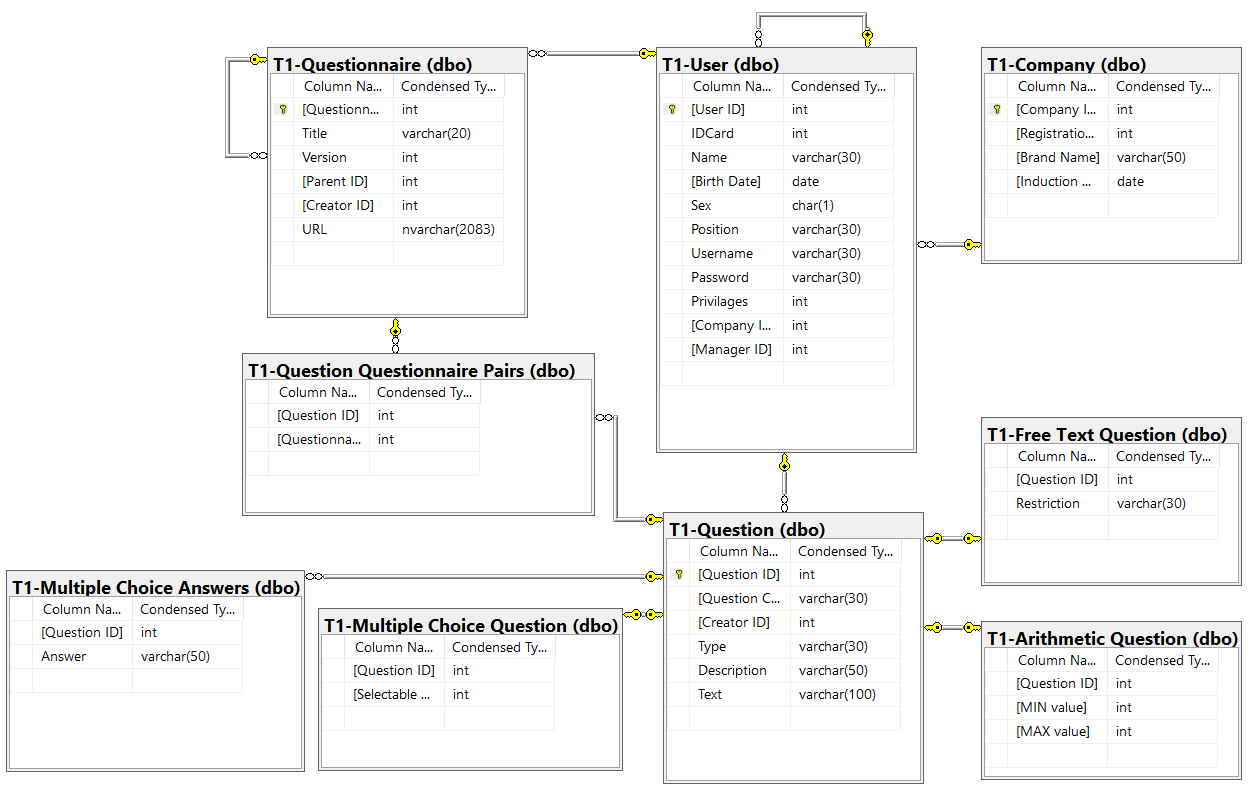 T1-Questionnaire (dbo)
Column Na... Condensed Ty...
[Questionn... int
Title varchar(20)
Version int
[Parent ID] int
[Creator ID] int
URL nvarchar(2083)
T1-User (dbo)
Column Na... Condensed Ty...
[User ID] int
IDCard int
Name varchar(30)
[Birth Date] date
Sex char(1)
Position varchar(30)
Username varchar(30)
Password varchar(30)
Privilages int
[Company I... int
[Manager ID] int
T1-Company (dbo)
Column Na... Condensed Ty...
[Company I... int
[Registratio... int
[Brand Name] varchar(50)
[Induction ... date
T1-Question Questionnaire Pairs (dbo)
Column Na... Condensed Ty...
[Question ID] int
[Questionna... int
T1-Free Text Question (dbo)
Column Na... Condensed Ty...
[Question ID] int
Restriction varchar(30)
T1-Question (dbo)
Column Na... Condensed Ty...
[Question ID] int
[Question C... varchar(30)
[Creator ID] int
Type varchar(30)
Description varchar(50)
Text varchar(100)
T1-Multiple Choice Answers (dbo)
Column Na... Condensed Ty...
[Question ID] int
Answer varchar(50)
T1-Multiple Choice Question (dbo)
Column Na... Condensed Ty...
[Question ID] int
[Selectable ... int
T1-Arithmetic Question (dbo)
Column Na... Condensed Ty...
[Question ID] int
[MIN value] int
[MAX value] int